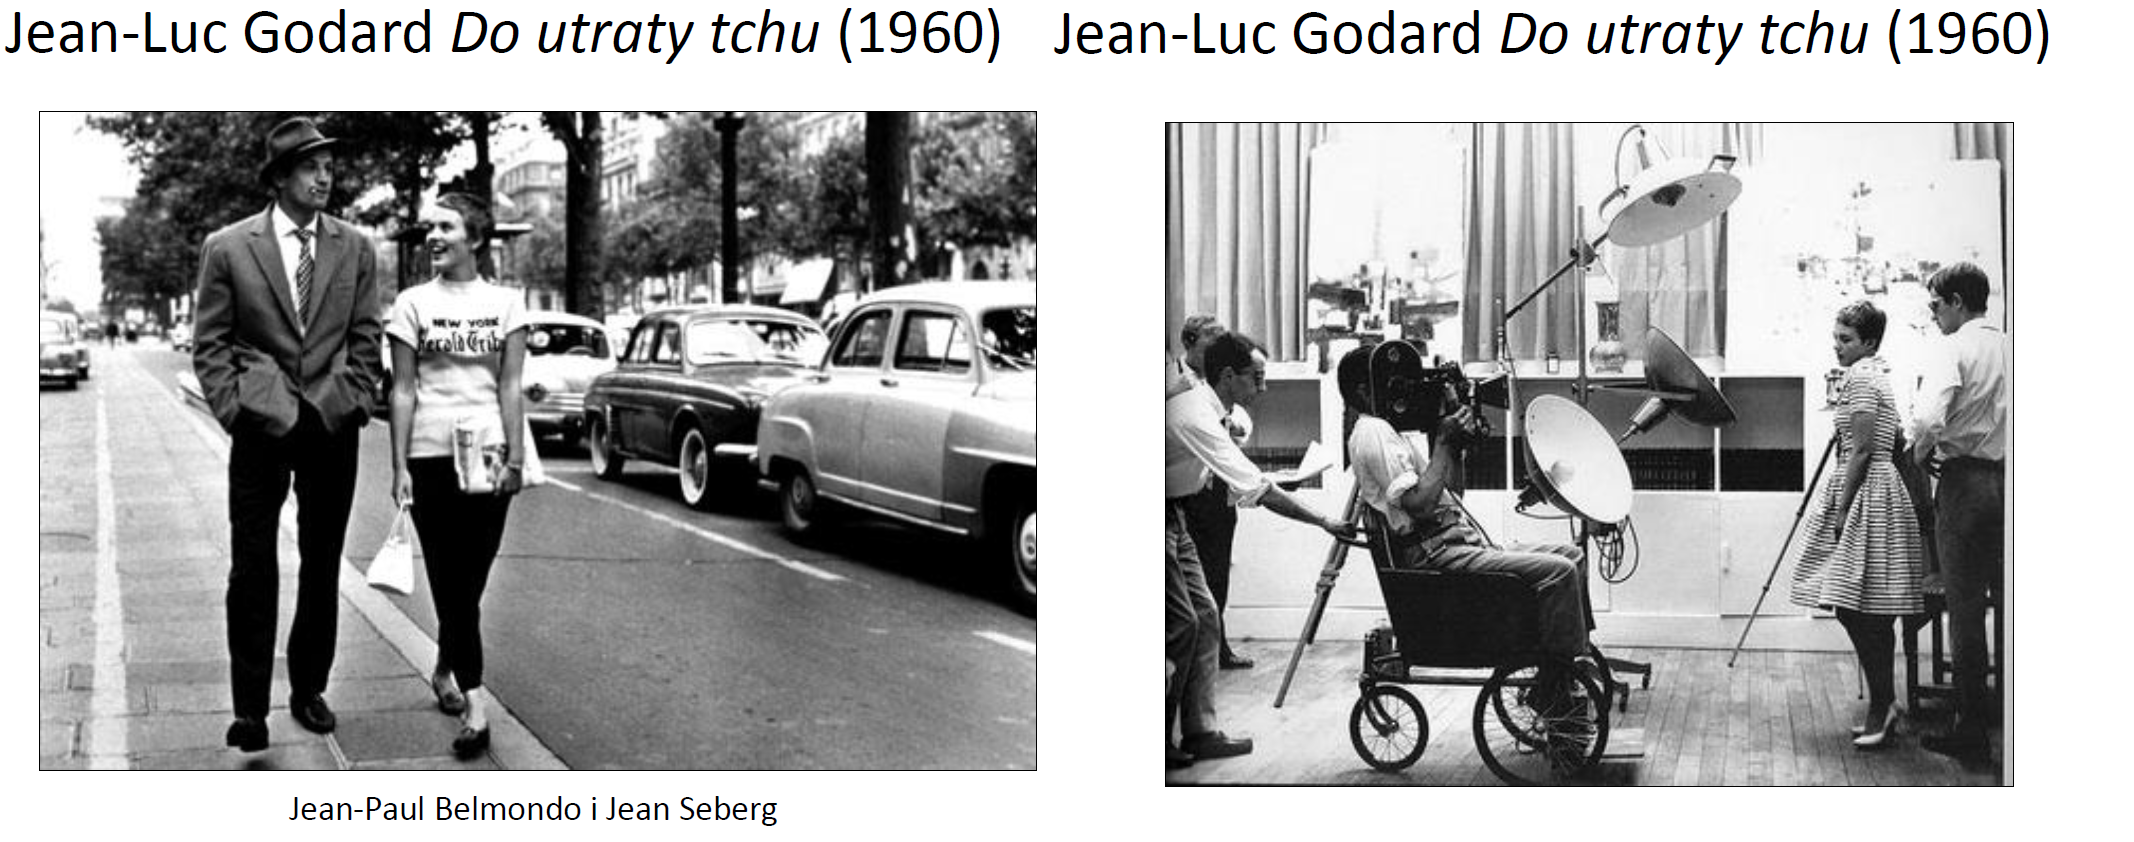 Jean-Luc Godard Do utraty tchu (1960)
Jean-Luc Godard Do utraty tchu (1960)
NEW YORK
Herald Trib
Jean-Paul Belmondo i Jean Seberg